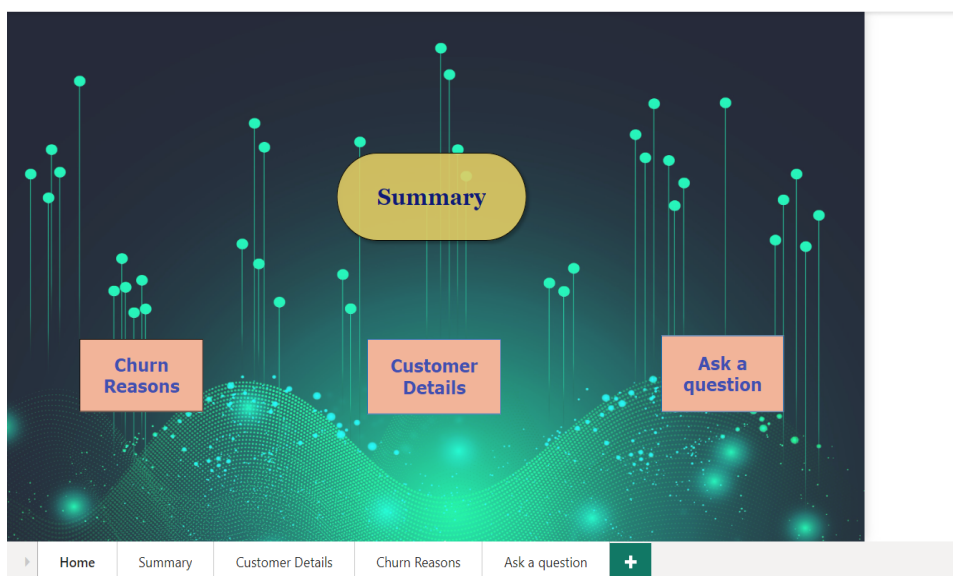 Summary
Churn
Reasons
Customer
Details
Ask a
question
Home
Summary
Customer Details
Churn Reasons
Ask a question
+